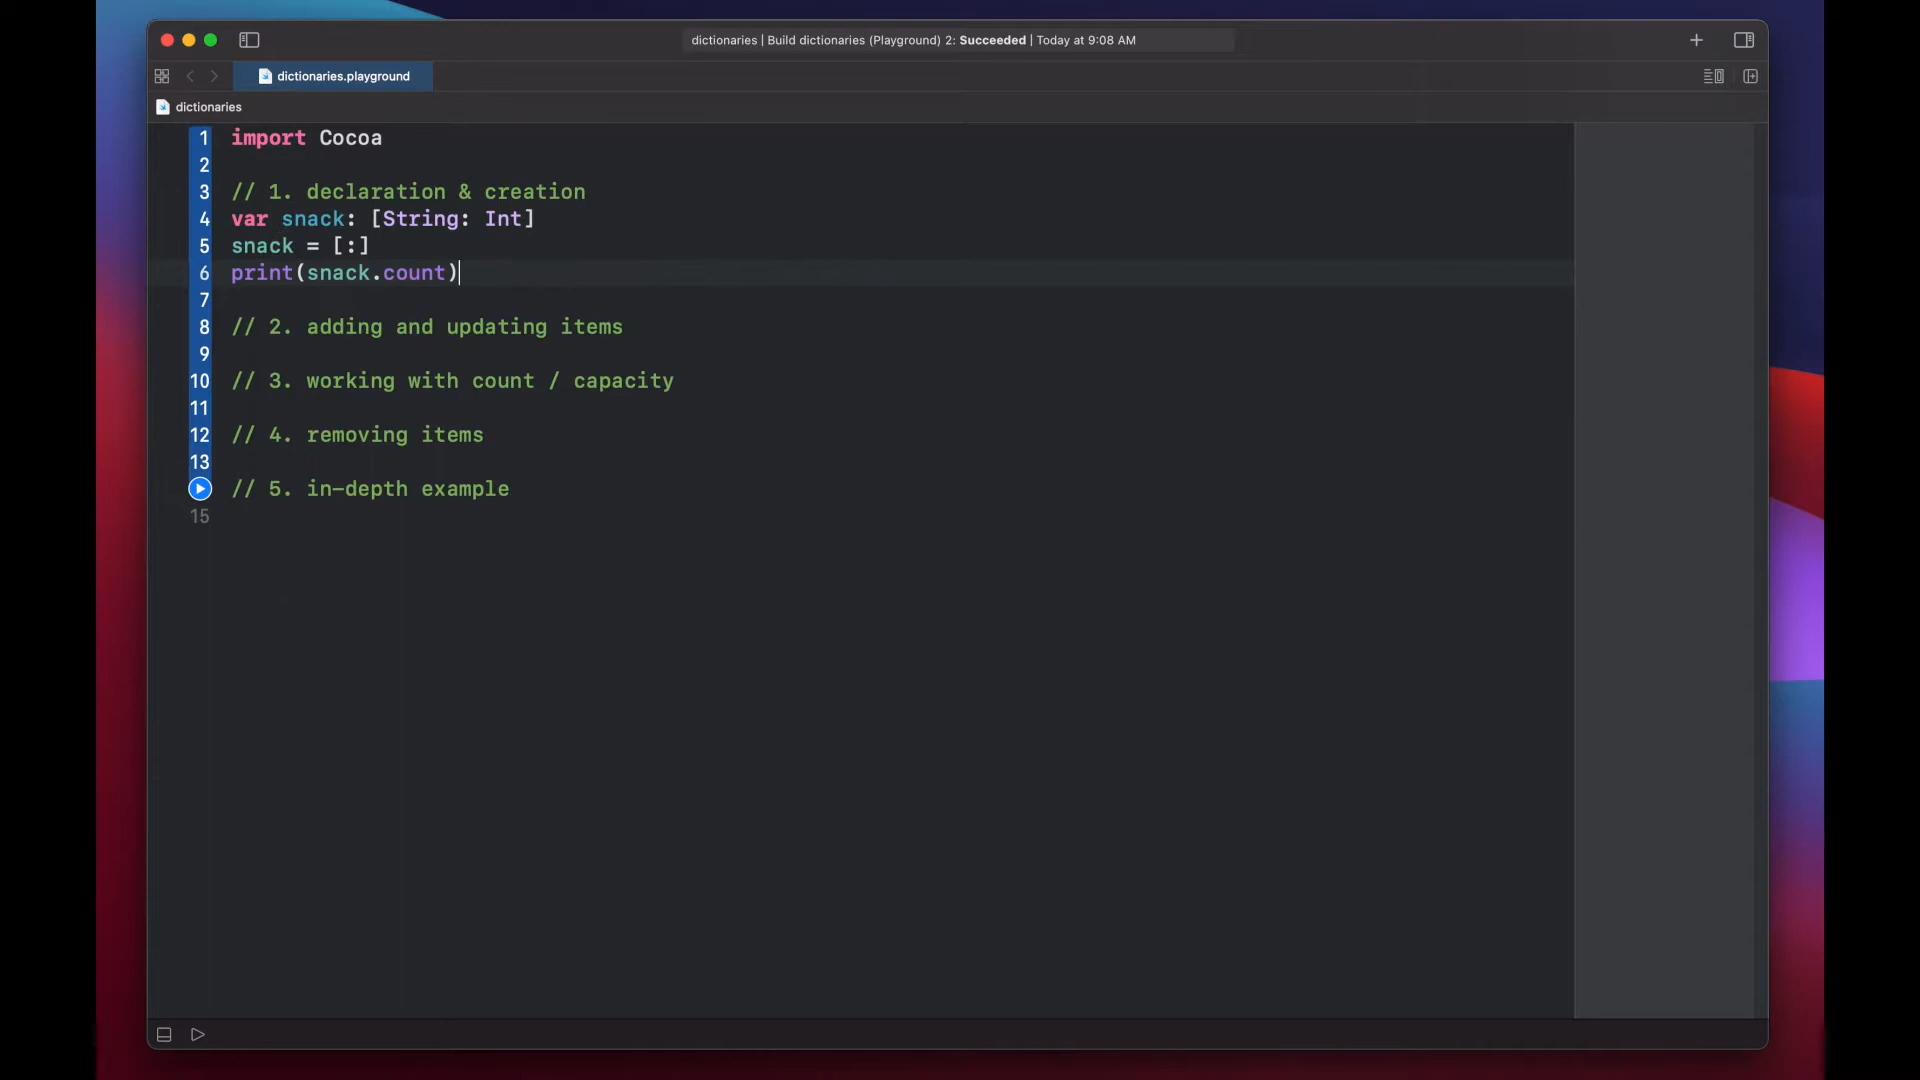 dictionaries | Build dictionaries (Playground) 2: Succeeded | Today at 9:08 AM
dictionaries.playground
dictionaries
1 import Cocoa
2
3 // 1. declaration & creation
4 var snack: [String: Int]
5 snack = [:]
6 print(snack.count)
7
8 // 2. adding and updating items
9
10 // 3. working with count / capacity
11
12 // 4. removing items
13
// 5. in-depth example
15